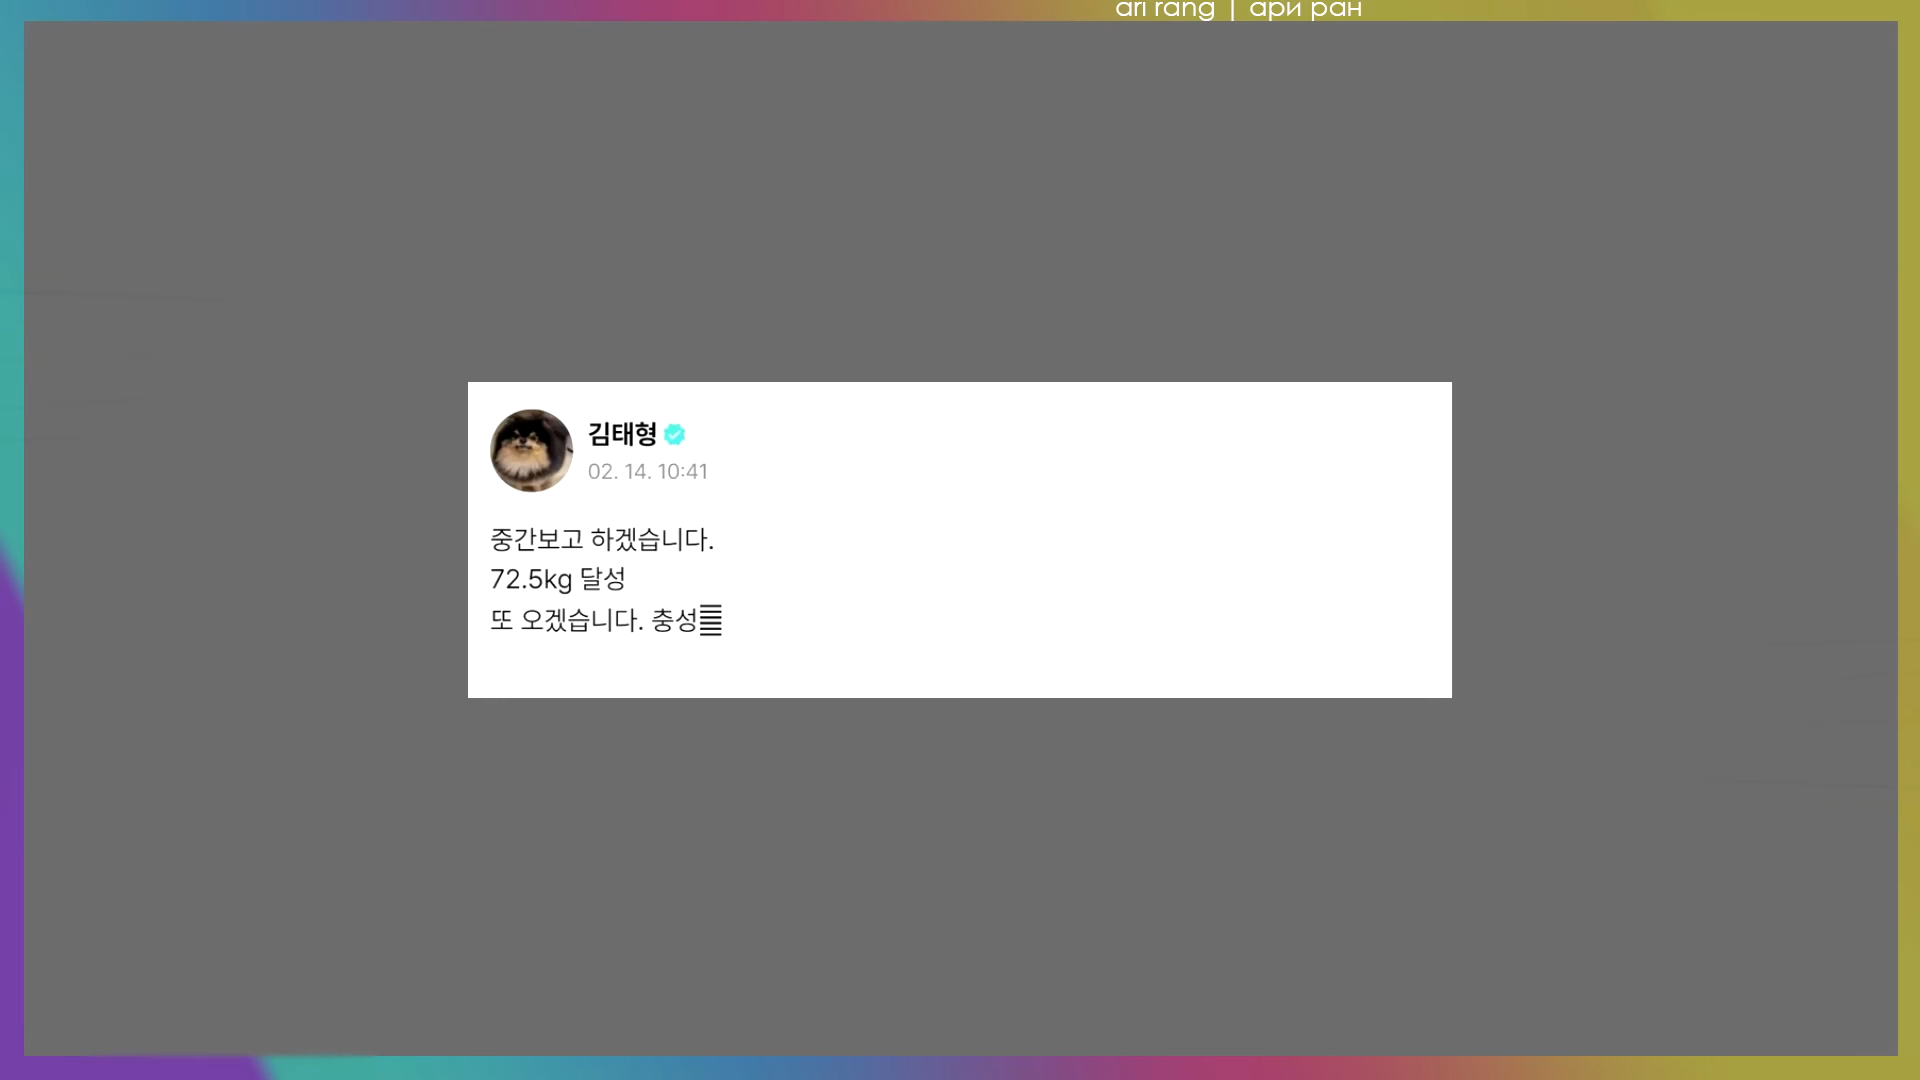 ari rang | ари ран
김태형
02. 14. 10:41
중간보고 하겠습니다.
72.5kg 달성
또 오겠습니다. 충성